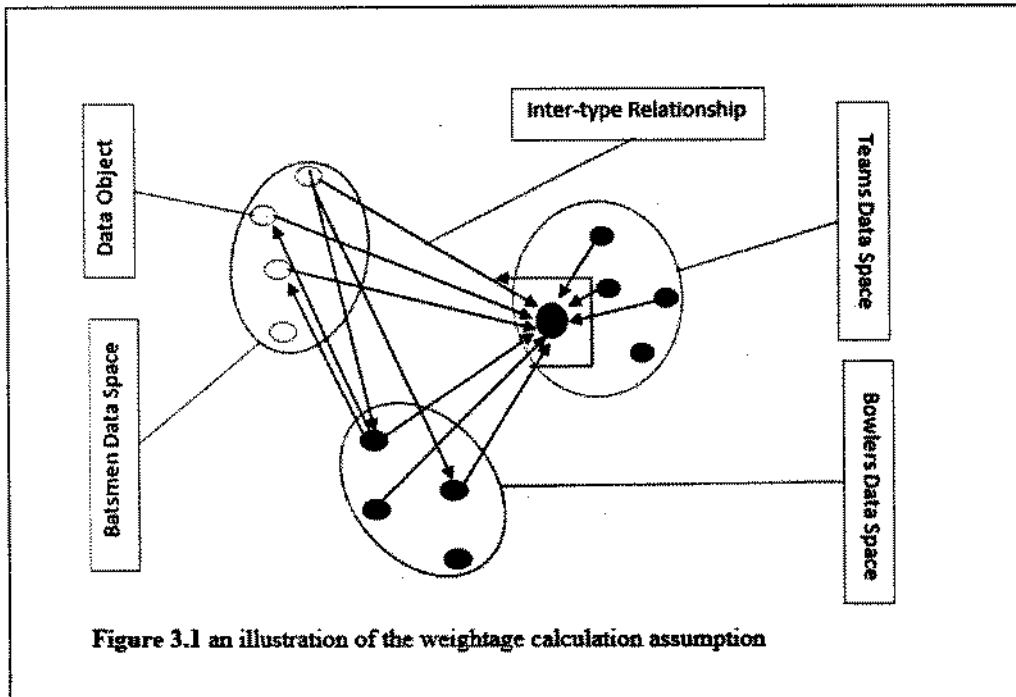 Inter-type Relationship
Data Object
Teams Data Space
Batsmen Data Space
Bowlers Data Space
Figure 3.1 an illustration of the weightage calculation assumption